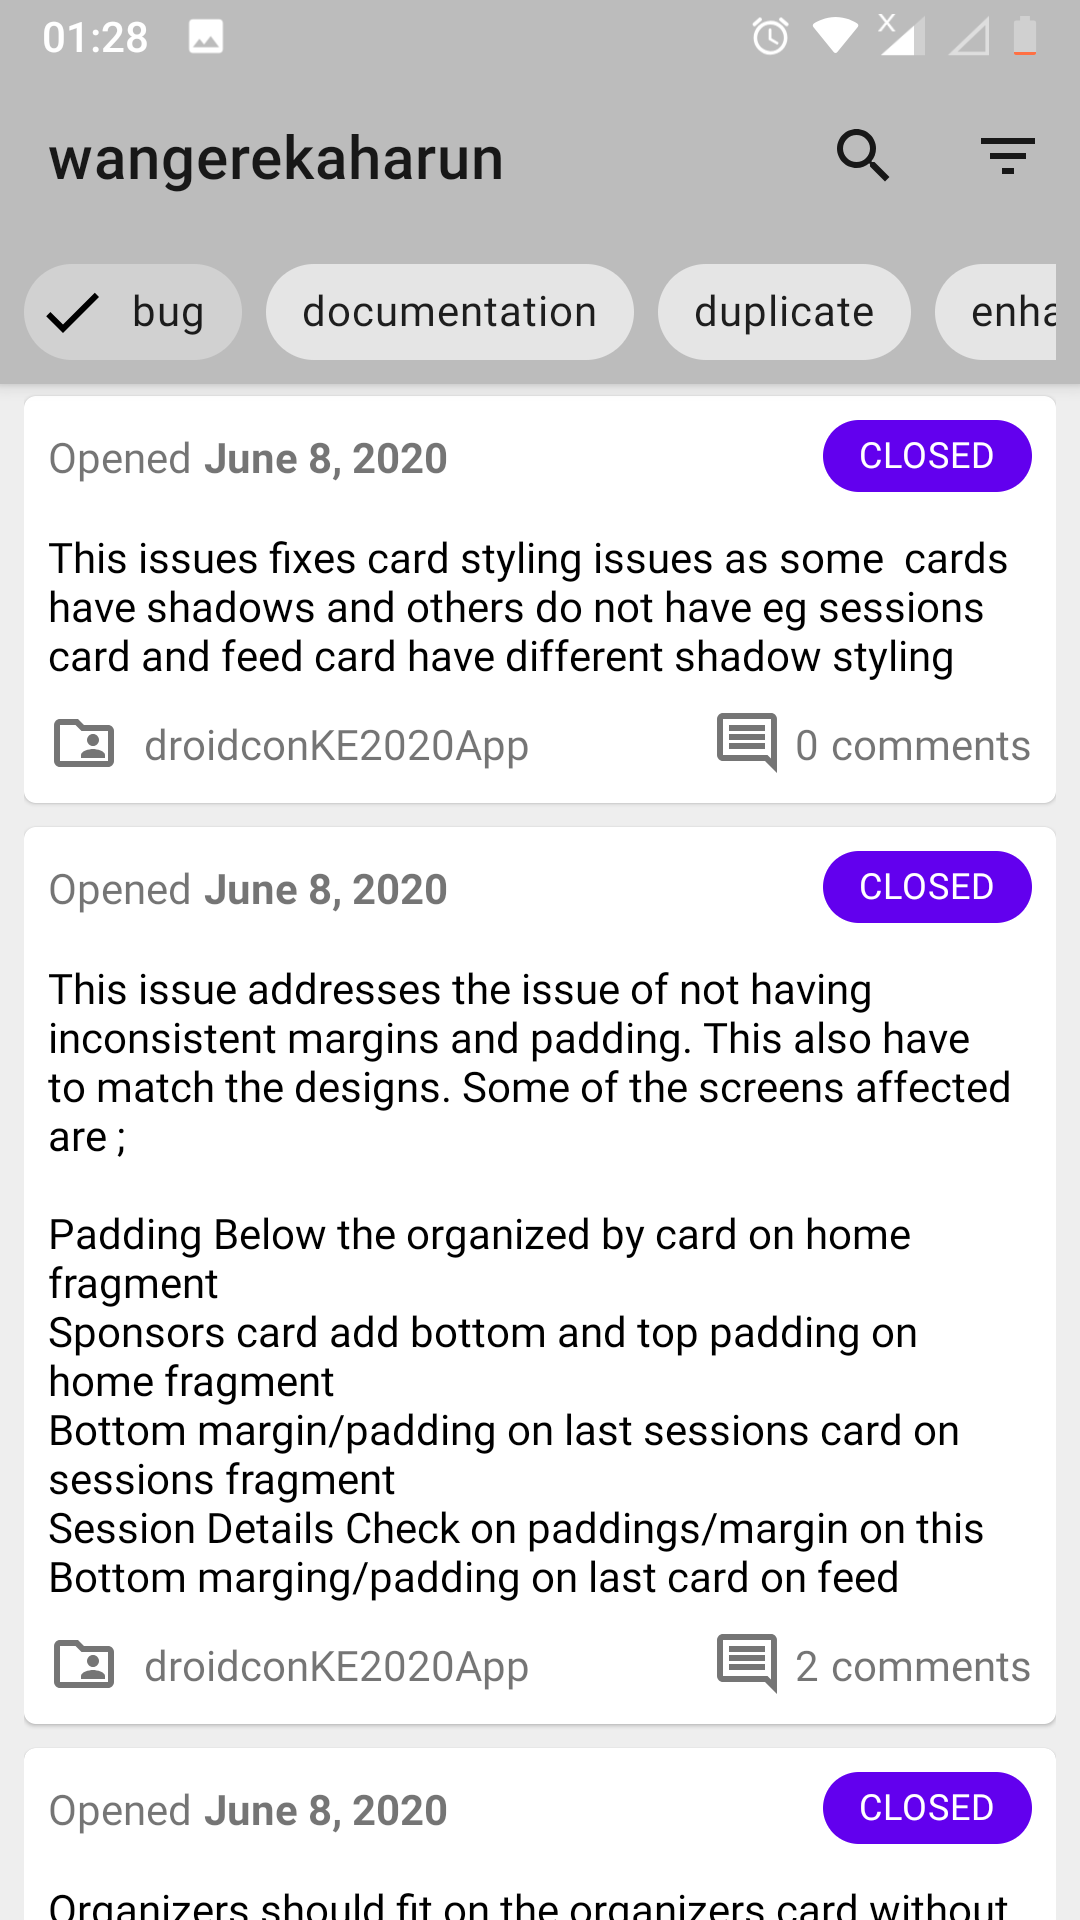 01:28
wangerekaharun
bug documentation duplicate enha
Opened June 8, 2020 CLOSED
This issues fixes card styling issues as some  cards
have shadows and others do not have eg sessions
card and feed card have different shadow styling
droidconKE2020App 0 comments
Opened June 8, 2020 CLOSED
This issue addresses the issue of not having
inconsistent margins and padding. This also have
to match the designs. Some of the screens affected
are ;
Padding Below the organized by card on home
fragment
Sponsors card add bottom and top padding on
home fragment
Bottom margin/padding on last sessions card on
sessions fragment
Session Details Check on paddings/margin on this
Bottom marging/padding on last card on feed
droidconKE2020App 2 comments
Opened June 8, 2020 CLOSED
Organizers should fit on the organizers card without